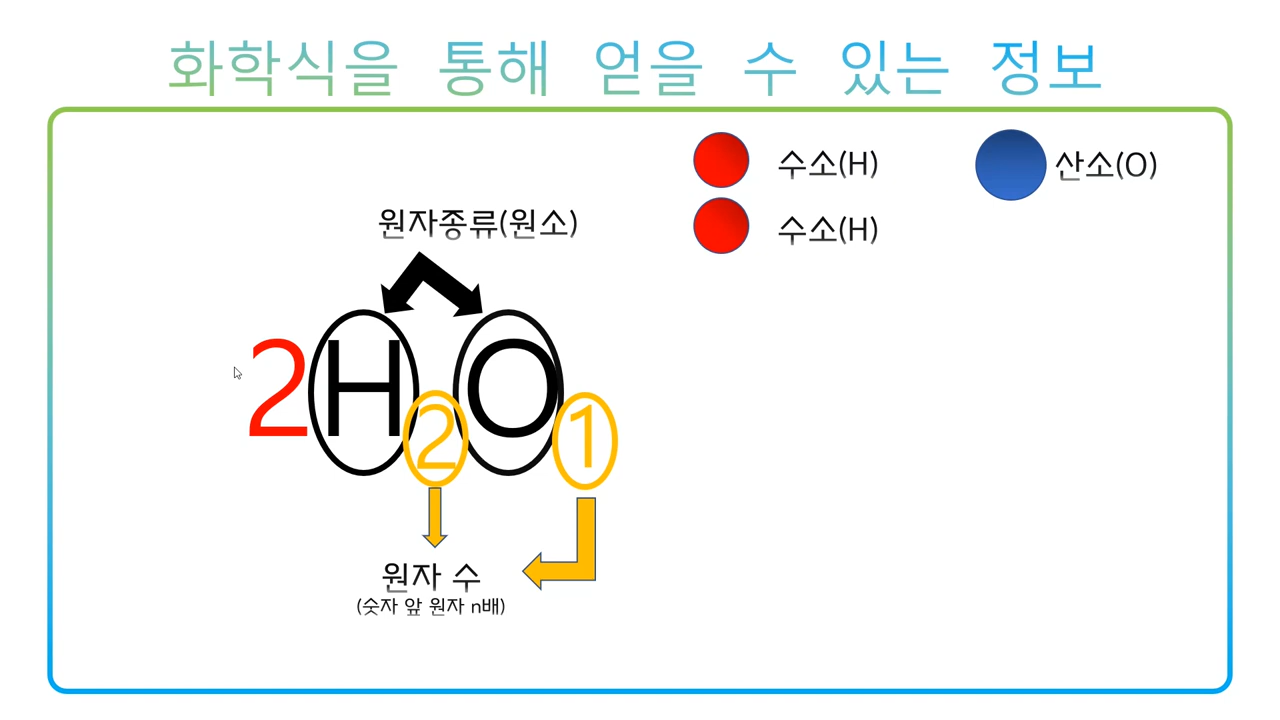 화학식을 통해 얻을 수 있는 정보
수소(H)
산소(O)
수소(H)
원자종류(원소)
2H2O1
원자 수
(숫자 앞 원자 n배)